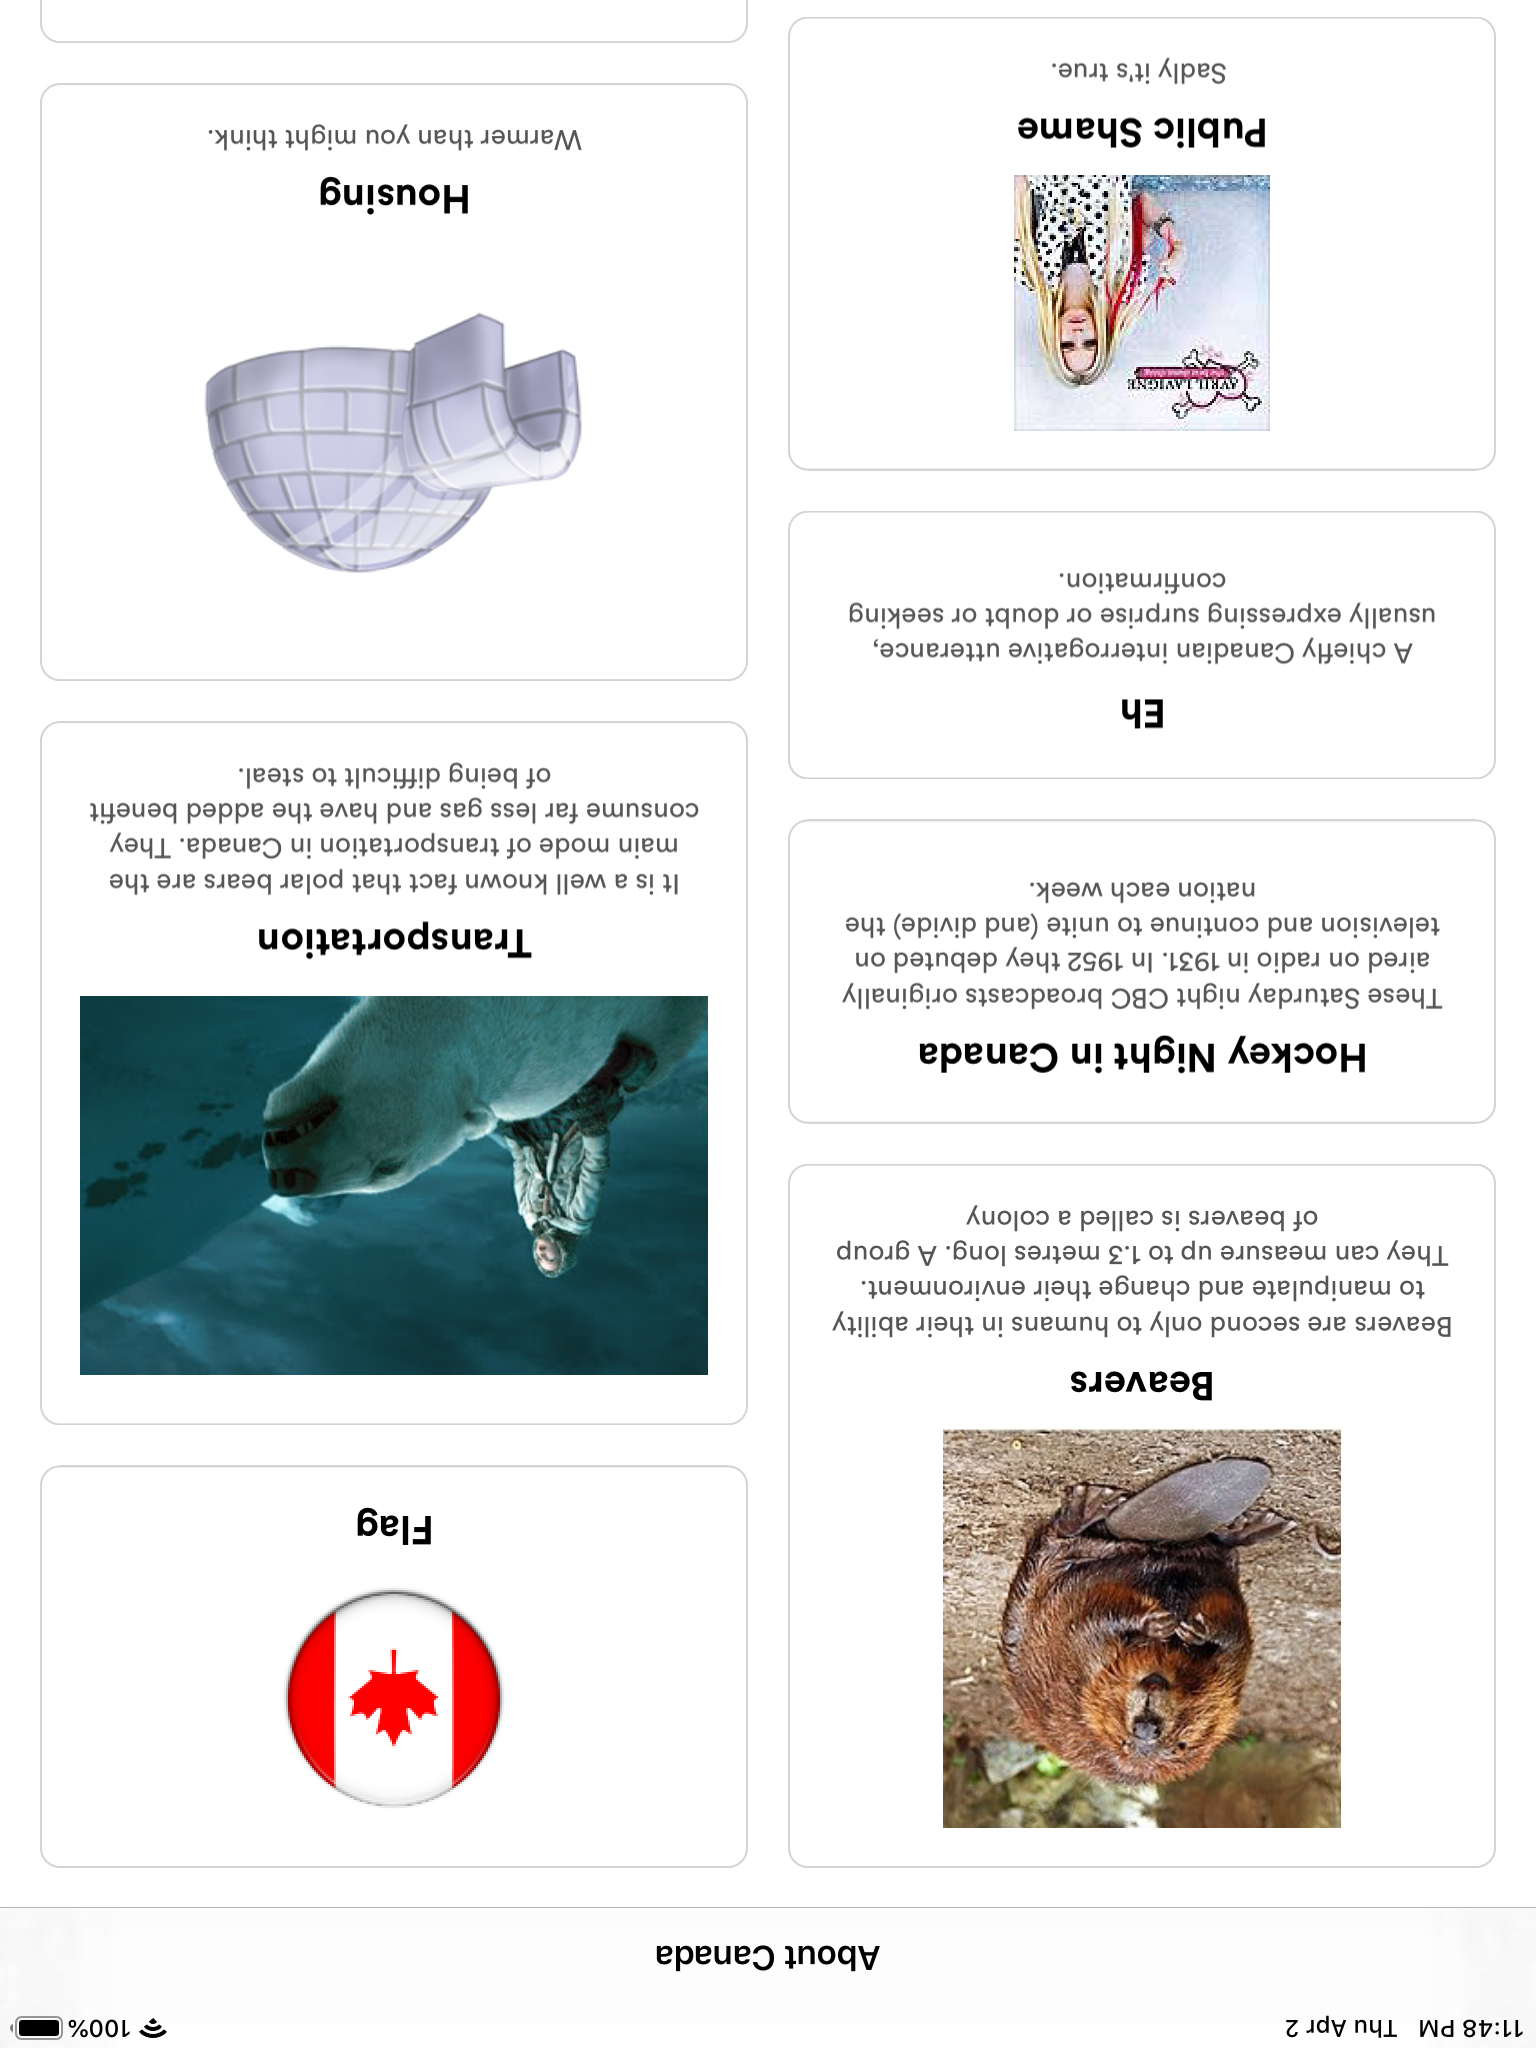 11:48 PM Thu Apr 2
100%
About Canada
Beavers
Beavers are second only to humans in their ability
to manipulate and change their environment.
They can measure up to 1.3 metres long. A group
of beavers is called a colony
Hockey Night in Canada
These Saturday night CBC broadcasts originally
aired on radio in 1931. In 1952 they debuted on
television and continue to unite (and divide) the
nation each week.
Eh
A chiefly Canadian interrogative utterance,
usually expressing surprise or doubt or seeking
confirmation.
AVRIL LAVIGNE
Public Shame
Sadly it's true.
Flag
Transportation
It is a well known fact that polar bears are the
main mode of transportation in Canada. They
consume far less gas and have the added benefit
of being difficult to steal.
Housing
Warmer than you might think.